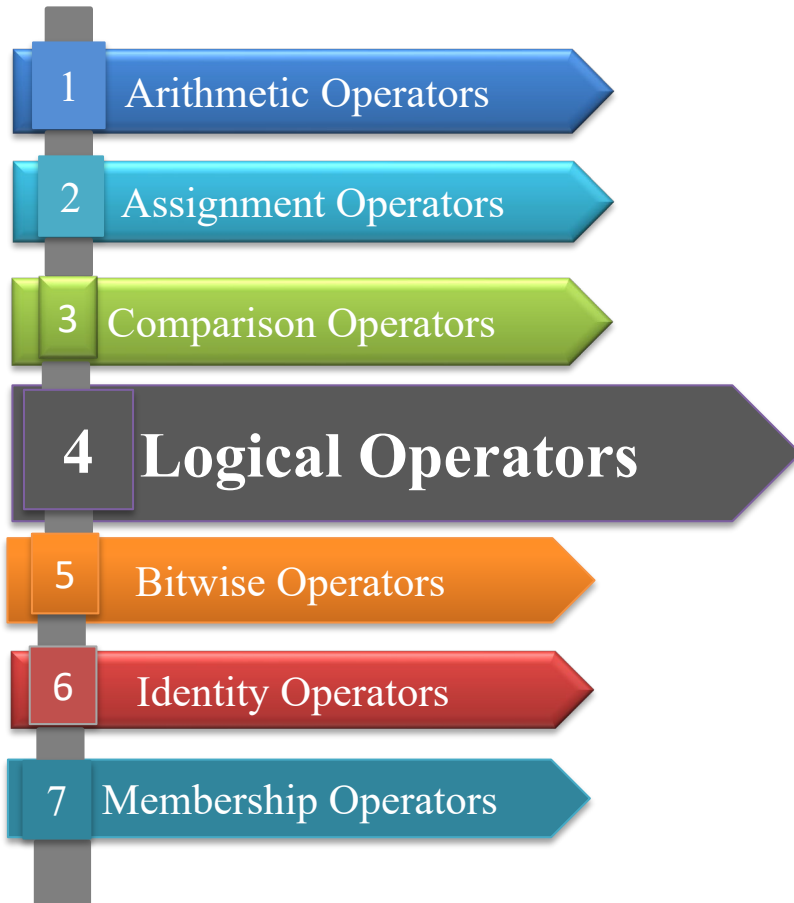 1 Arithmetic Operators
2 Assignment Operators
3 Comparison Operators
4 Logical Operators
5 Bitwise Operators
6 Identity Operators
7 Membership Operators